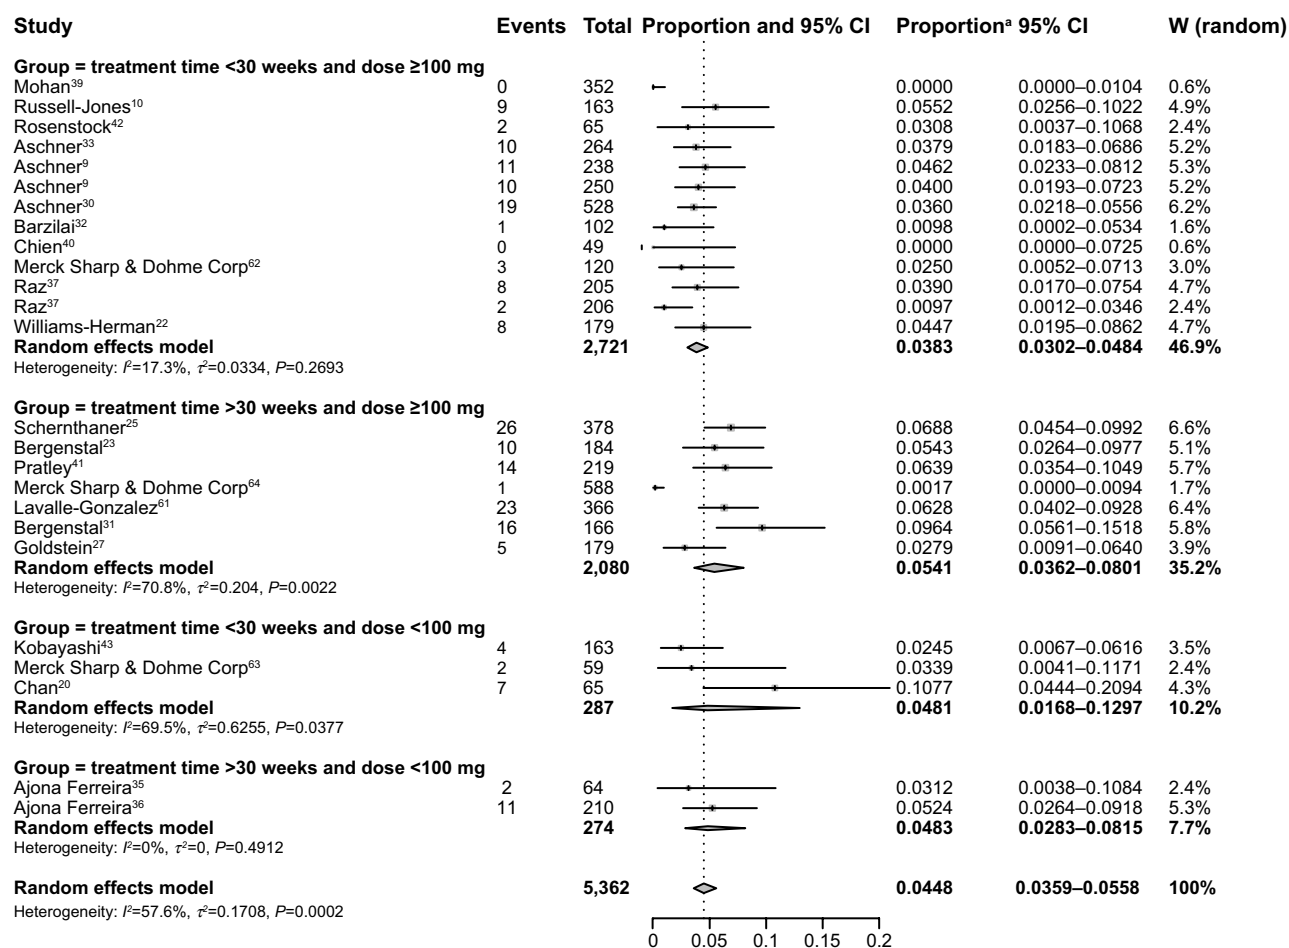 Study Events Total Proportion and 95% CI Proportionᵃ 95% CI W (random)
Group = treatment time <30 weeks and dose ≥100 mg
Mohan³⁹ 0 352 0.0000 0.0000–0.0104 0.6%
Russell-Jones¹⁰ 9 163 0.0552 0.0256–0.1022 4.9%
Rosenstock⁴² 2 65 0.0308 0.0037–0.1068 2.4%
Aschner³³ 10 264 0.0379 0.0183–0.0686 5.2%
Aschner⁹ 11 238 0.0462 0.0233–0.0812 5.3%
Aschner⁹ 10 250 0.0400 0.0193–0.0723 5.2%
Aschner³⁰ 19 528 0.0360 0.0218–0.0556 6.2%
Barzilai³² 1 102 0.0098 0.0002–0.0534 1.6%
Chien⁴⁰ 0 49 0.0000 0.0000–0.0725 0.6%
Merck Sharp & Dohme Corp⁶² 3 120 0.0250 0.0052–0.0713 3.0%
Raz³⁷ 8 205 0.0390 0.0170–0.0754 4.7%
Raz³⁷ 2 206 0.0097 0.0012–0.0346 2.4%
Williams-Herman²² 8 179 0.0447 0.0195–0.0862 4.7%
Random effects model 2,721 0.0383 0.0302–0.0484 46.9%
Heterogeneity: I²=17.3%, τ²=0.0334, P=0.2693
Group = treatment time >30 weeks and dose ≥100 mg
Schernthaner²⁵ 26 378 0.0688 0.0454–0.0992 6.6%
Bergenstal²³ 10 184 0.0543 0.0264–0.0977 5.1%
Pratley⁴¹ 14 219 0.0639 0.0354–0.1049 5.7%
Merck Sharp & Dohme Corp⁶⁴ 1 588 0.0017 0.0000–0.0094 1.7%
Lavalle-Gonzalez⁶¹ 23 366 0.0628 0.0402–0.0928 6.4%
Bergenstal³¹ 16 166 0.0964 0.0561–0.1518 5.8%
Goldstein²⁷ 5 179 0.0279 0.0091–0.0640 3.9%
Random effects model 2,080 0.0541 0.0362–0.0801 35.2%
Heterogeneity: I²=70.8%, τ²=0.204, P=0.0022
Group = treatment time <30 weeks and dose <100 mg
Kobayashi⁴³ 4 163 0.0245 0.0067–0.0616 3.5%
Merck Sharp & Dohme Corp⁶³ 2 59 0.0339 0.0041–0.1171 2.4%
Chan²⁰ 7 65 0.1077 0.0444–0.2094 4.3%
Random effects model 287 0.0481 0.0168–0.1297 10.2%
Heterogeneity: I²=69.5%, τ²=0.6255, P=0.0377
Group = treatment time >30 weeks and dose <100 mg
Ajona Ferreira³⁵ 2 64 0.0312 0.0038–0.1084 2.4%
Ajona Ferreira³⁶ 11 210 0.0524 0.0264–0.0918 5.3%
Random effects model 274 0.0483 0.0283–0.0815 7.7%
Heterogeneity: I²=0%, τ²=0, P=0.4912
Random effects model 5,362 0.0448 0.0359–0.0558 100%
Heterogeneity: I²=57.6%, τ²=0.1708, P=0.0002
0 0.05 0.1 0.15 0.2